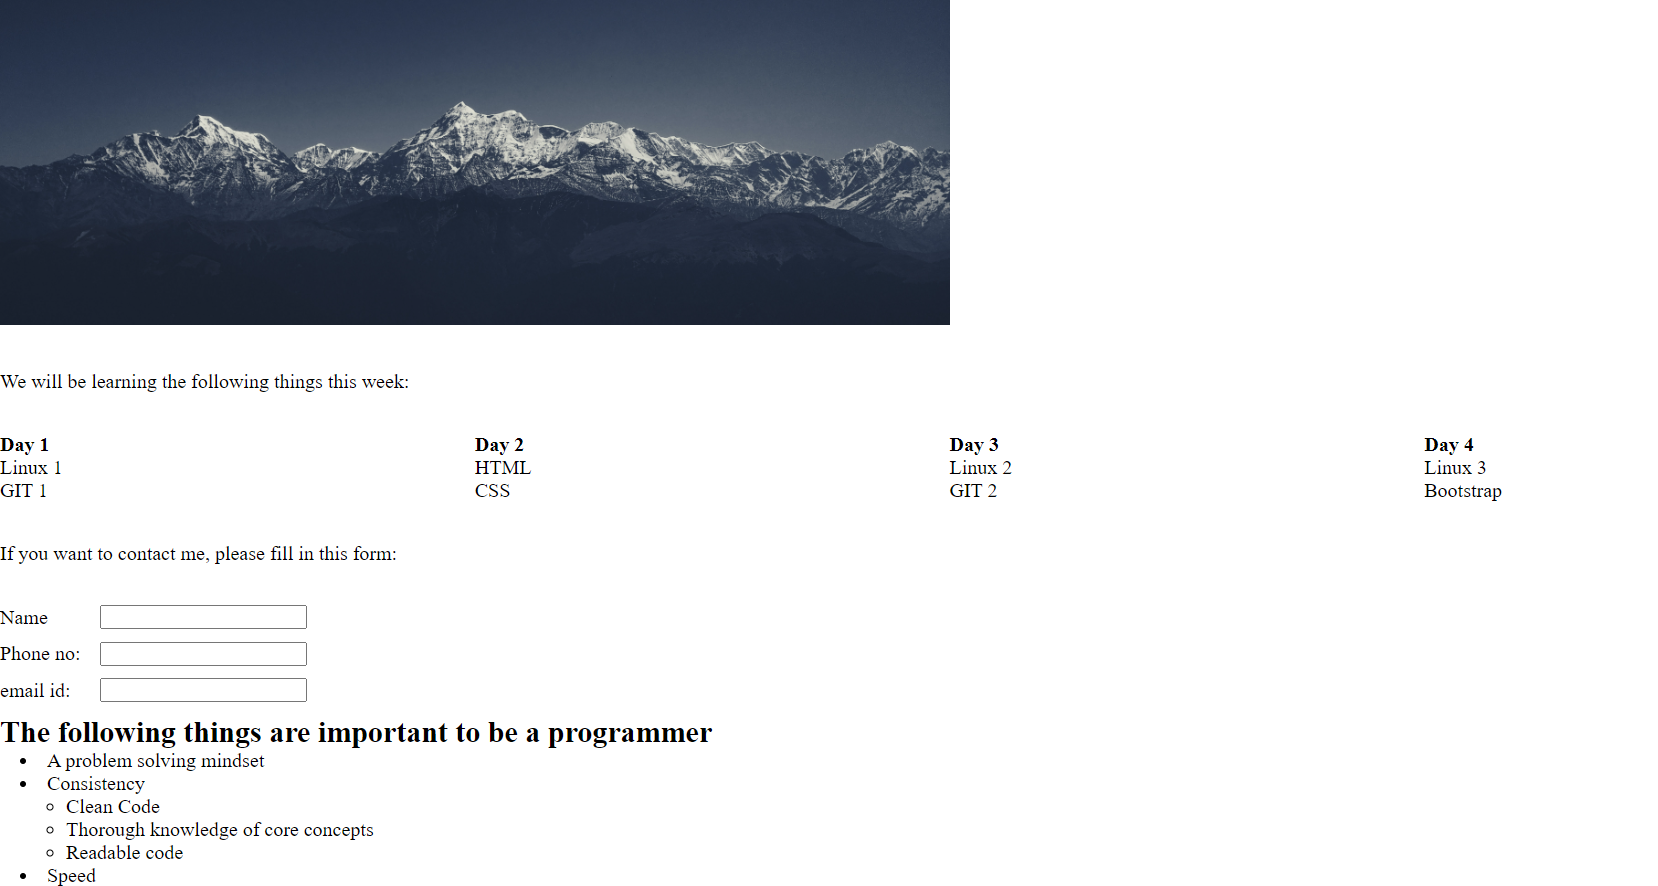 We will be learning the following things this week:
Day 1 Day 2 Day 3 Day 4
Linux 1 HTML Linux 2 Linux 3
GIT 1 CSS GIT 2 Bootstrap
If you want to contact me, please fill in this form:
Name
Phone no:
email id:
The following things are important to be a programmer
A problem solving mindset
Consistency
Clean Code
Thorough knowledge of core concepts
Readable code
Speed